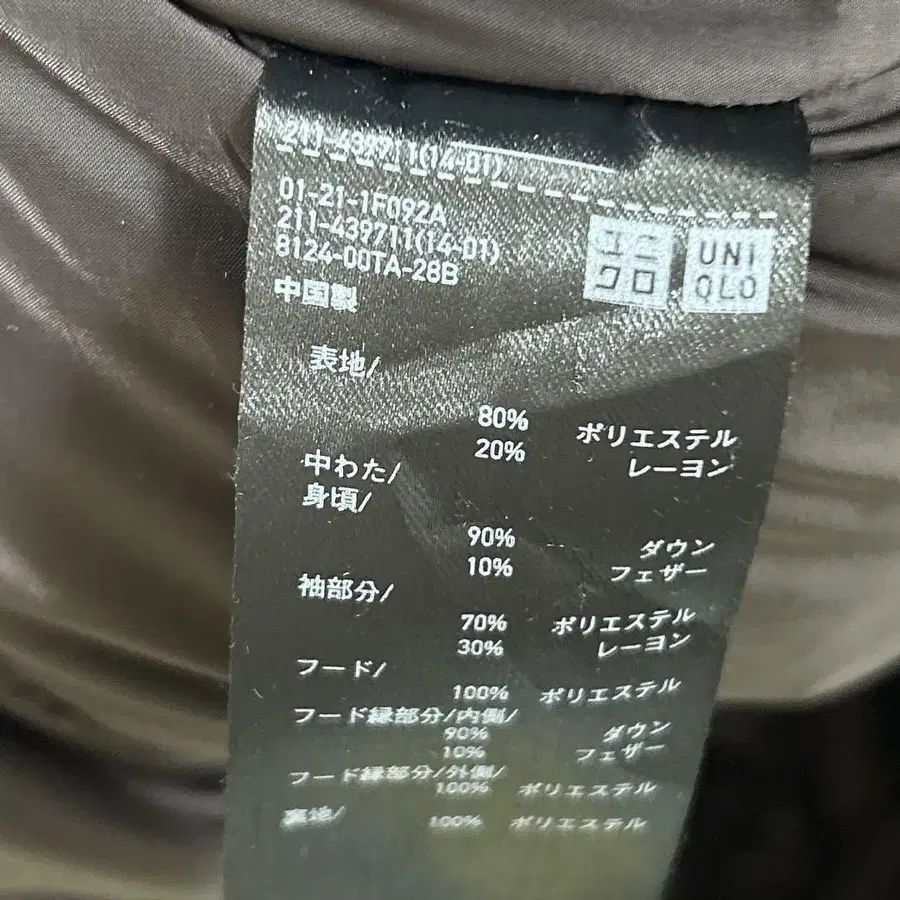 211-439711(14-01)
01-21-1F092A
211-439711(14-01)
8124-00TA-28B
中国製
ユニ
クロ
UNI
QLO
表地/
80% ポリエステル
20% レーヨン
中わた/
身頃/
90% ダウン
10% フェザー
袖部分/
70% ポリエステル
30% レーヨン
フード/
100% ポリエステル
フード縁部分/内側/
90% ダウン
10% フェザー
フード縁部分/外側/
100% ポリエステル
裏地/
100% ポリエステル